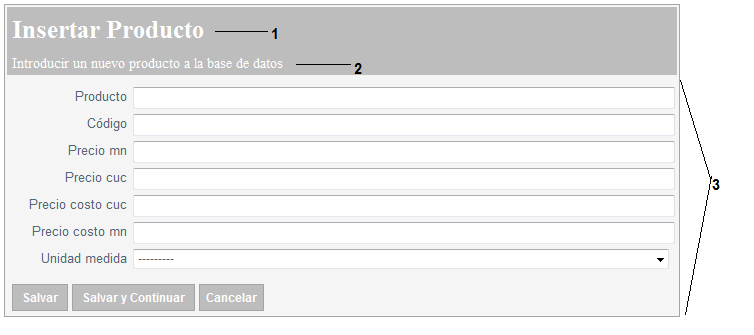 Insertar Producto 1
Introducir un nuevo producto a la base de datos 2
Producto
Código
Precio mn
Precio cuc
3
Precio costo cuc
Precio costo mn
Unidad medida ---------
Salvar Salvar y Continuar Cancelar